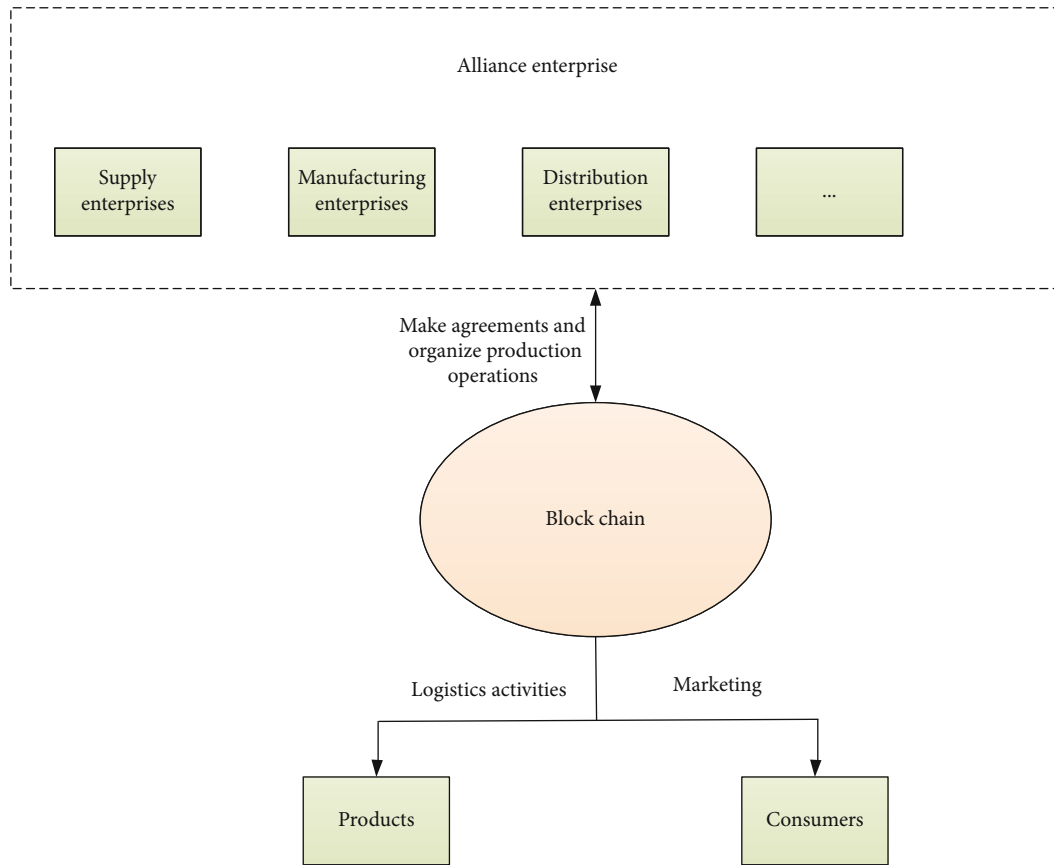 Alliance enterprise
Supply
enterprises
Manufacturing
enterprises
Distribution
enterprises
...
Make agreements and
organize production
operations
Block chain
Logistics activities
Marketing
Products
Consumers